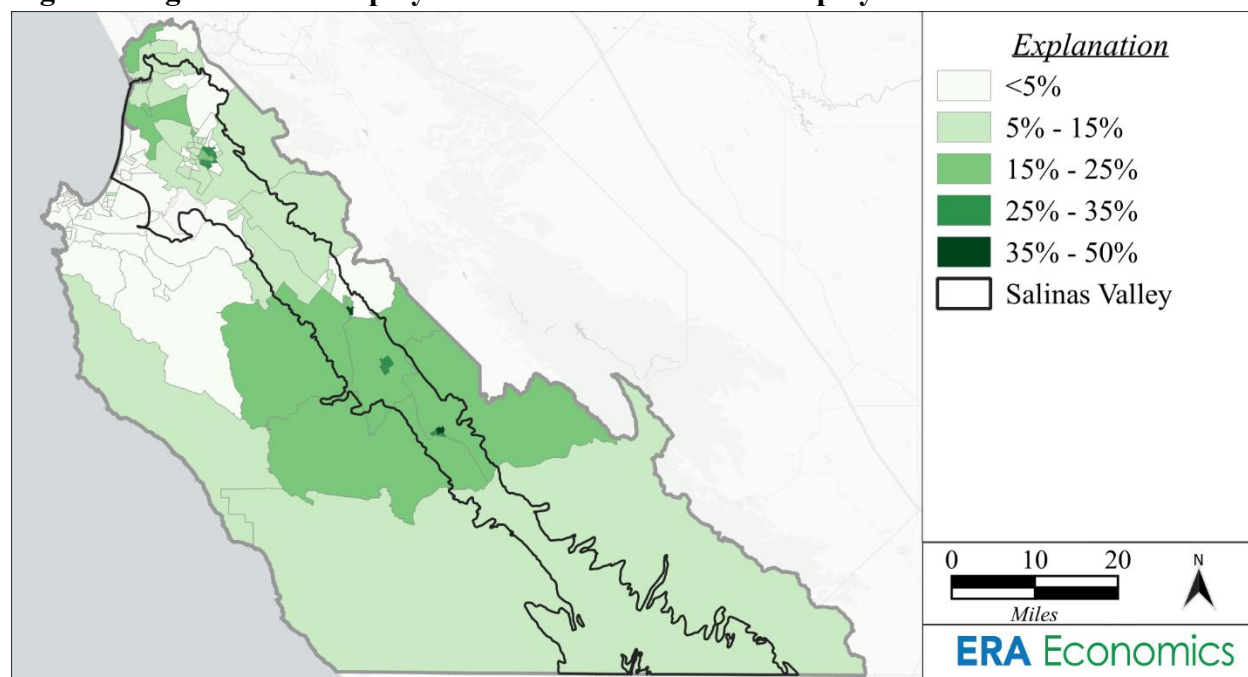 Explanation
<5%
5% - 15%
15% - 25%
25% - 35%
35% - 50%
Salinas Valley
0 10 20
N
Miles
ERA Economics